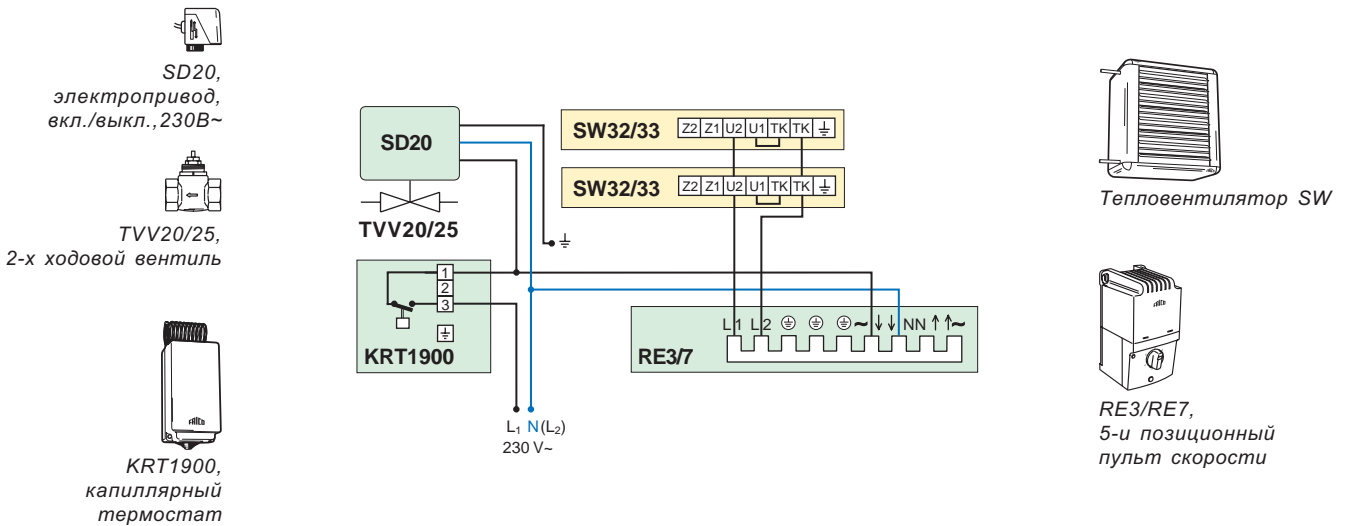 SD20,
электропривод,
вкл./выкл.,230В~
TVV20/25,
2-х ходовой вентиль
FRICO
KRT1900,
капиллярный
термостат
SD20
TVV20/25
1
2
3
KRT1900
L₁ N(L₂)
230 V~
SW32/33 Z2 Z1 U2 U1 TK TK
SW32/33 Z2 Z1 U2 U1 TK TK
L1 L2 ~ ↓ ↓ NN ↑ ↑ ~
RE3/7
Тепловентилятор SW
FRICO
RE3/RE7,
5-и позиционный
пульт скорости